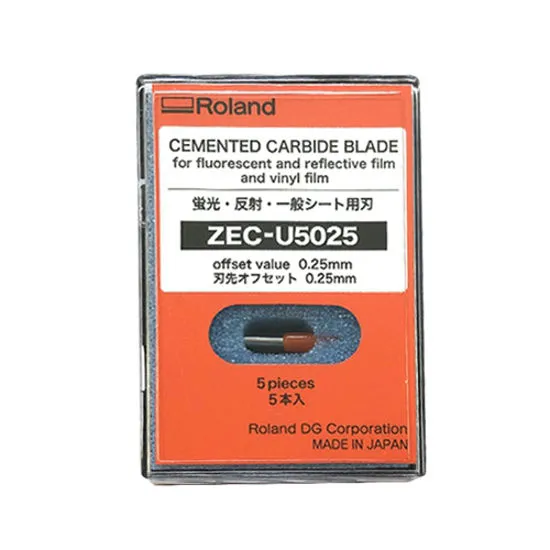 Roland
CEMENTED CARBIDE BLADE
for fluorescent and reflective film
and vinyl film
蛍光・反射・一般シート用刃
ZEC-U5025
offset value 0.25mm
刃先オフセット 0.25mm
5 pieces
5本入
Roland DG Corporation
MADE IN JAPAN